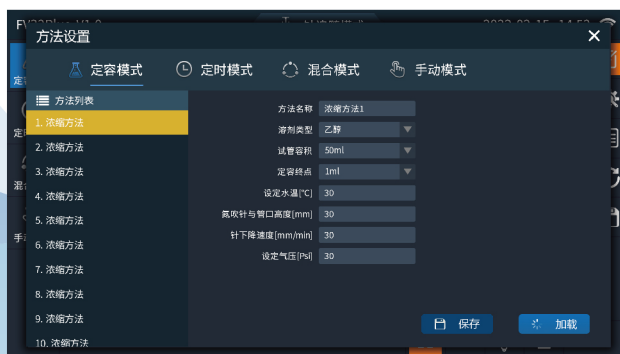 方法设置
定容模式 定时模式 混合模式 手动模式
方法列表
1. 浓缩方法
2. 浓缩方法
3. 浓缩方法
4. 浓缩方法
5. 浓缩方法
6. 浓缩方法
7. 浓缩方法
8. 浓缩方法
9. 浓缩方法
10. 浓缩方法
方法名称 浓缩方法1
溶剂类型 乙醇
试管容积 50ml
定容终点 1ml
设定水温[℃] 30
氮吹针与管口高度[mm] 30
针下降速度[mm/min] 30
设定气压[Psi] 30
保存 加载